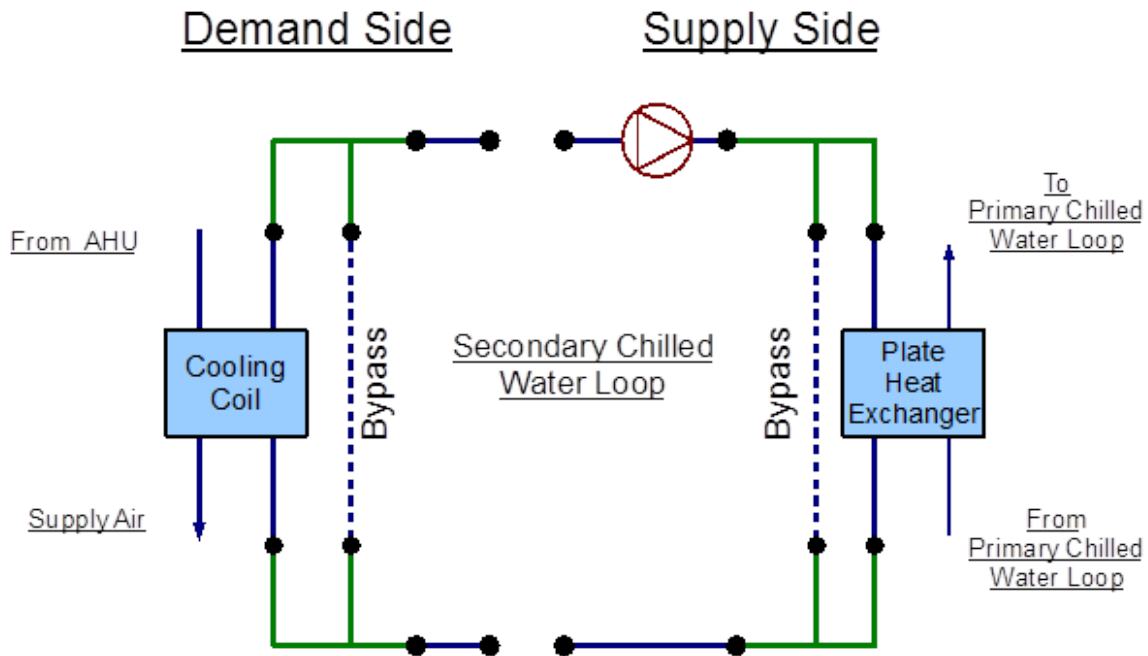 Demand Side
Supply Side
From AHU
To
Primary Chilled
Water Loop
Cooling
Coil
Bypass
Secondary Chilled
Water Loop
Bypass
Plate
Heat
Exchanger
Supply Air
From
Primary Chilled
Water Loop